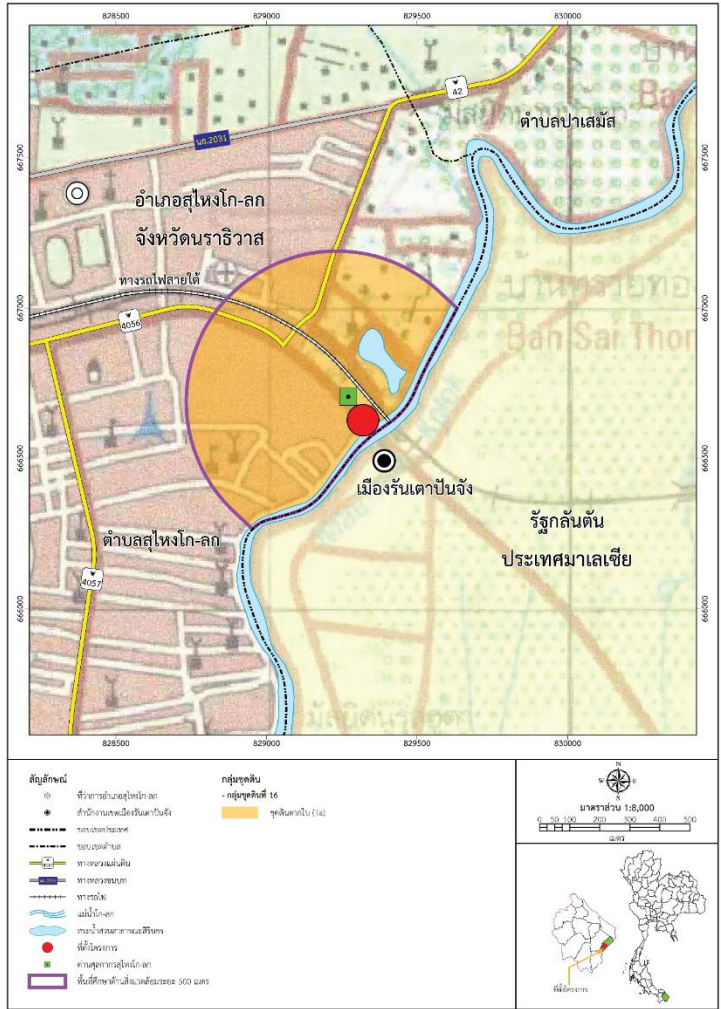 828500 829000 829500 830000
42
ตำบลปาเสมัส
667500
667500
นธ.2031
อำเภอสุไหงโก-ลก
จังหวัดนราธิวาส
ทางรถไฟสายใต้
667000
667000
4056
Ban Sai Thon
666500
666500
เมืองรันเตาปันจัง
รัฐกลันตัน
ประเทศมาเลเซีย
ตำบลสุไหงโก-ลก
4057
666000
666000
828500 829000 829500 830000
สัญลักษณ์
ที่ว่าการอำเภอสุไหงโก-ลก
สำนักงานเขตเมืองรันเตาปันจัง
ขอบเขตประเทศ
ขอบเขตตำบล
ทางหลวงแผ่นดิน
ทางหลวงชนบท
ทางรถไฟ
แม่น้ำโก-ลก
สระน้ำสวนสาธารณะสิรินธร
ที่ตั้งโครงการ
ด่านศุลกากรสุไหงโก-ลก
พื้นที่ศึกษาด้านสิ่งแวดล้อมระยะ 500 เมตร
กลุ่มชุดดิน
- กลุ่มชุดดินที่ 16
ชุดดินตากใบ (Ta)
N
W E
S
มาตราส่วน 1:8,000
0 50 100 200 300 400 500
เมตร
ที่ตั้งโครงการ